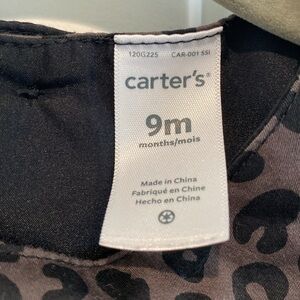 120G225 CAR-001 SSI
carter's®
9m
months/mois
Made in China
Fabriqué en Chine
Hecho en China